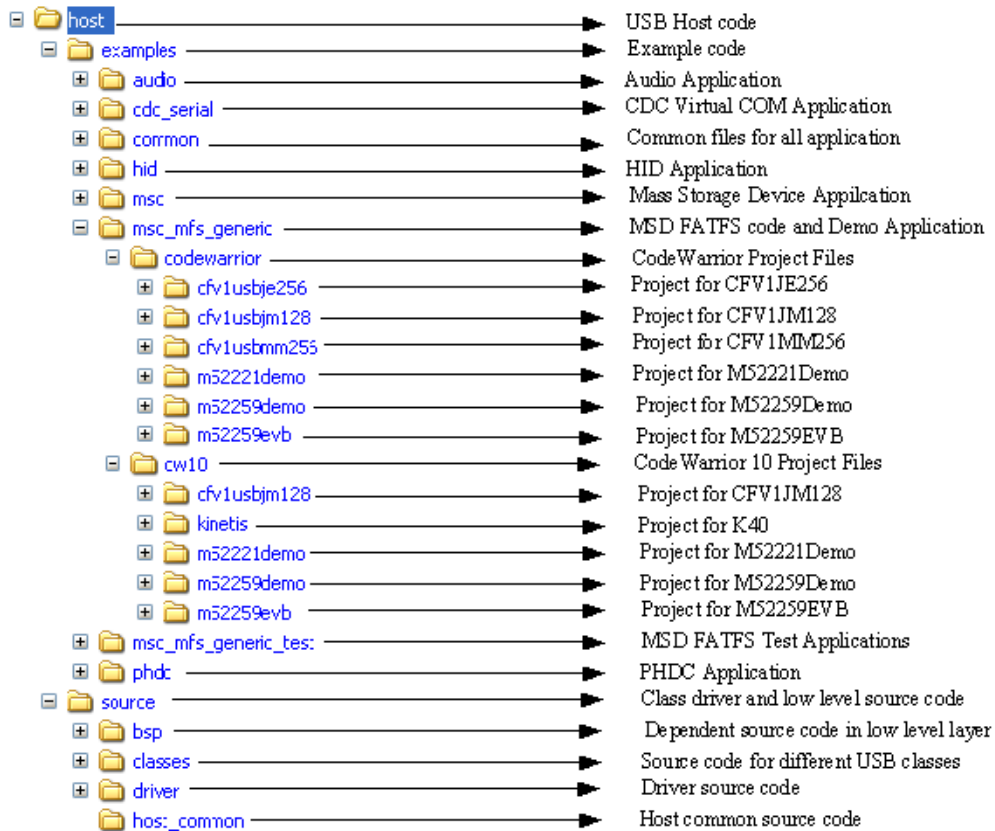 host USB Host code
examples Example code
audio Audio Application
cdc_serial CDC Virtual COM Application
common Common files for all application
hid HID Application
msc Mass Storage Device Appilcation
msc_mfs_generic MSD FATFS code and Demo Application
codewarrior CodeWarrior Project Files
cfv1usbje256 Project for CFV1JE256
cfv1usbjm128 Project for CFV1JM128
cfv1usbmm256 Project for CFV1MM256
m52221demo Project for M52221Demo
m52259demo Project for M52259Demo
m52259evb Project for M52259EVB
cw10 CodeWarrior 10 Project Files
cfv1usbjm128 Project for CFV1JM128
kinetis Project for K40
m52221demo Project for M52221Demo
m52259demo Project for M52259Demo
m52259evb Project for M52259EVB
msc_mfs_generic_test MSD FATFS Test Applications
phdc PHDC Application
source Class driver and low level source code
bsp Dependent source code in low level layer
classes Source code for different USB classes
driver Driver source code
host_common Host common source code